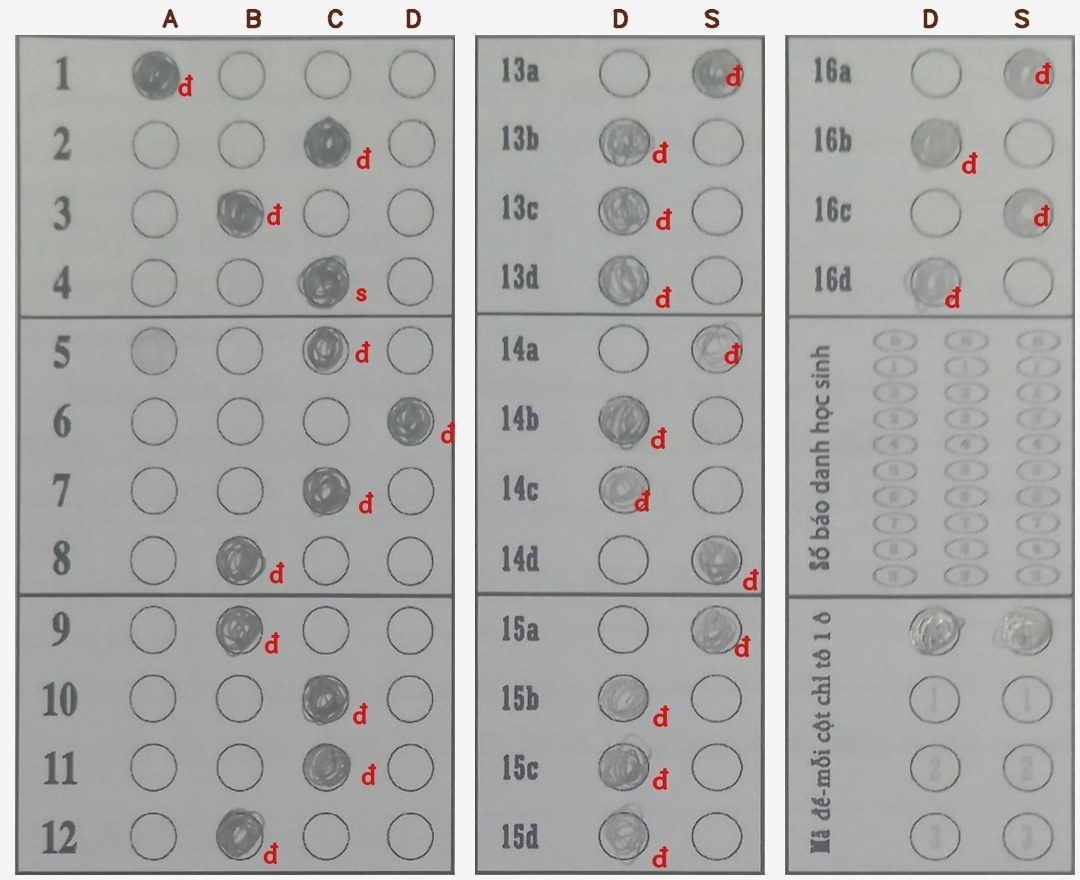 A B C D
1 đ
2 đ
3 đ
4 s
5 đ
6 đ
7 đ
8 đ
9 đ
10 đ
11 đ
12 đ
D S
13a đ
13b đ
13c đ
13d đ
14a đ
14b đ
14c đ
14d đ
15a đ
15b đ
15c đ
15d đ
D S
16a đ
16b đ
16c đ
16d đ
Số báo danh học sinh
Mã đề-mỗi cột chỉ tô 1 ô
1 1
2 2
3 3